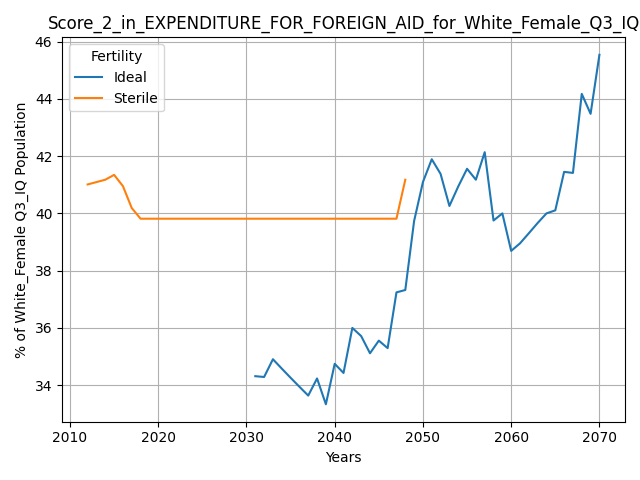 Score_2_in_EXPENDITURE_FOR_FOREIGN_AID_for_White_Female_Q3_IQ
46
44
42
40
38
36
34
% of White_Female Q3_IQ Population
Fertility
Ideal
Sterile
2010 2020 2030 2040 2050 2060 2070
Years